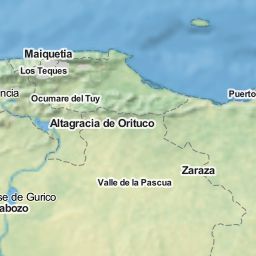 Maiquetia
Los Teques
Puerto
ncia
Ocumare del Tuy
Altagracia de Orituco
Zaraza
Valle de la Pascua
se de Gurico
abozo